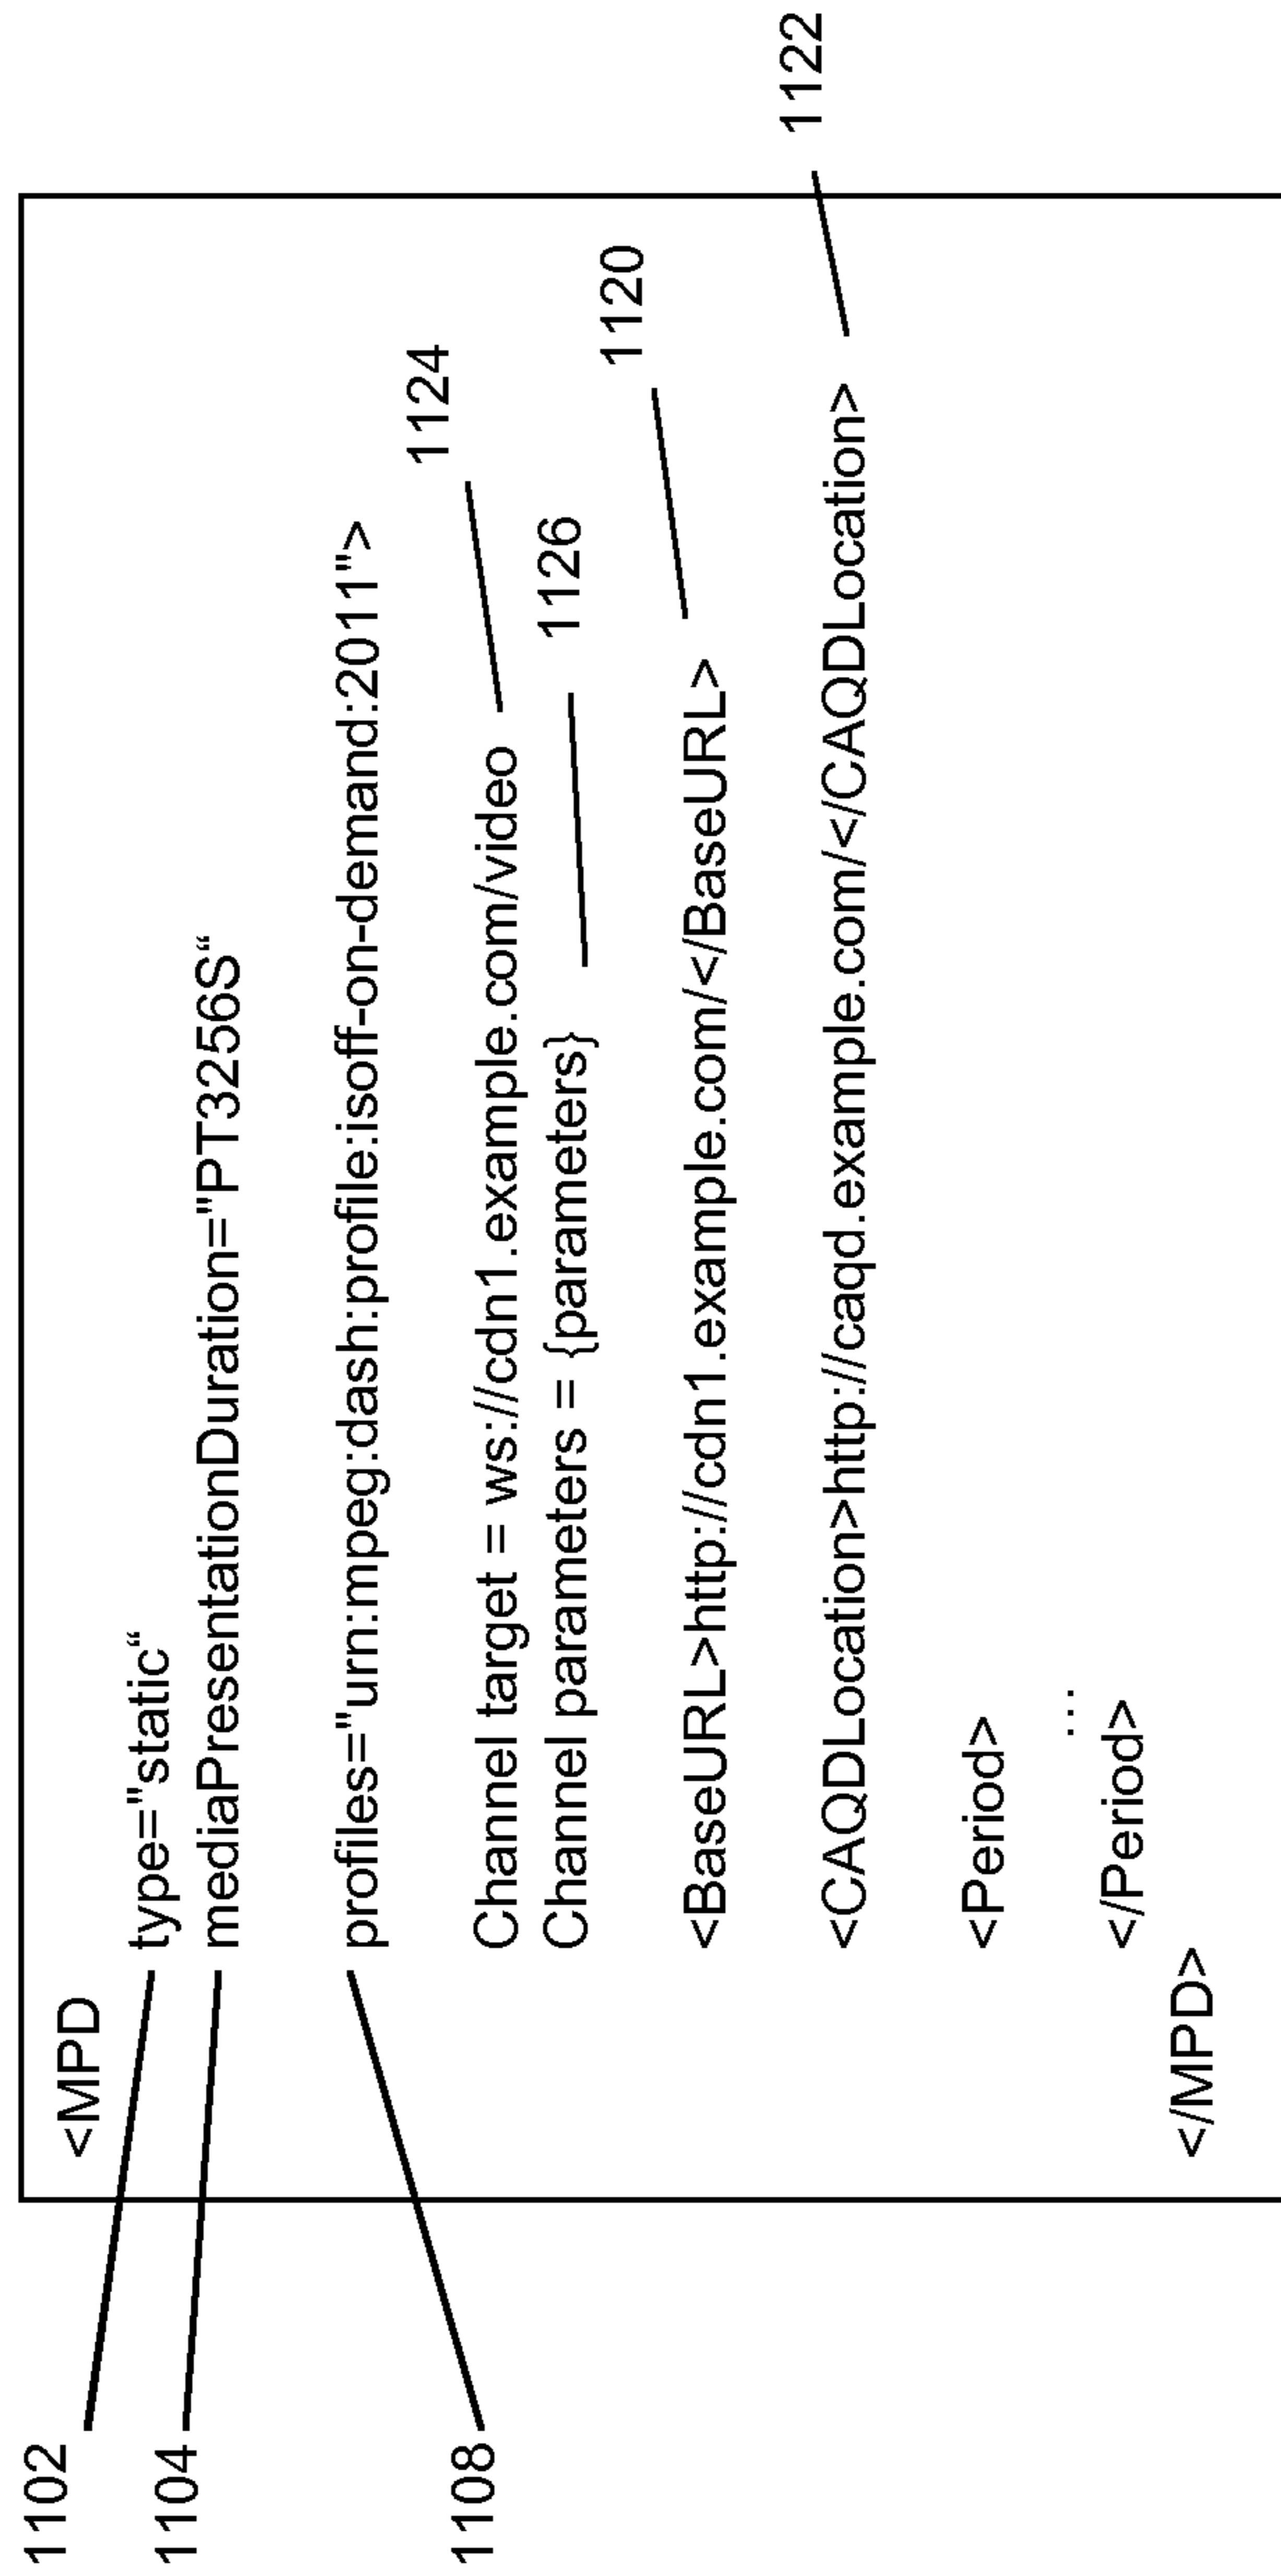 <MPD
1102 type="static“
1104 mediaPresentationDuration="PT3256S“
1108 profiles="urn:mpeg:dash:profile:isoff-on-demand:2011">
Channel target = ws://cdn1.example.com/video 1124
Channel parameters = {parameters} 1126
<BaseURL>http://cdn1.example.com/</BaseURL> 1120
<CAQDLocation>http://caqd.example.com/</CAQDLocation> 1122
<Period>
...
</Period>
</MPD>